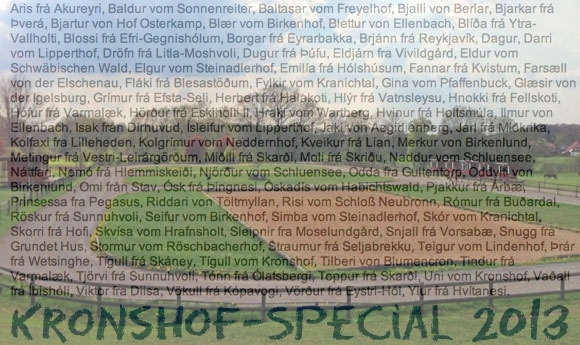 Aris frá Akureyri, Baldur vom Sonnenreiter, Baltasar vom Freyelhof, Bjalli von Berlar, Bjarkar frá
Þverá, Bjartur von Hof Osterkamp, Blær vom Birkenhof, Blettur von Ellenbach, Blíða frá Ytra-
Vallholti, Blossi frá Efri-Gegnishólum, Borgar frá Eyrarbakka, Brjánn frá Reykjavík, Dagur, Darri
vom Lipperthof, Dröfn frá Litla-Moshvoli, Dugur frá Þúfu, Eldjárn frá Vivildgård, Eldur vom
Schwäbischen Wald, Elgur vom Steinadlerhof, Emilía frá Hólshúsum, Fannar frá Kvistum, Farsæll
von der Elschenau, Fláki frá Blesastöðum, Fylkir vom Kranichtal, Gina vom Pfaffenbuck, Glæsir von
der Igelsburg, Grímur frá Efsta-Seli, Herbert frá Halakoti, Hlýr frá Vatnsleysu, Hnokki frá Fellskoti,
Hófur frá Varmalæk, Hörður frá Eskiholti II, Hrafn vom Warberg, Hvinur frá Holtsmúla, Ilmur von
Ellenbach, Isak från Dirhuvud, Ísleifur vom Lipperthof, Jaki von Aegidienberg, Jarl frá Miðkrika,
Kolfaxi frá Lilleheden, Kolgrímur vom Neddernhof, Kveikur frá Lian, Merkur von Birkenlund,
Metingur frá Vestri-Leirárgörðum, Miðill frá Skarði, Moli frá Skriðu, Naddur vom Schluensee,
Náttfari, Nanna frá Hlemmiskeiði, Njörður vom Schluensee, Odda frá Gultentorp, Oddviti von
Birkenlund, Omi från Stav, Ósk frá Þingnesi, Óskadís vom Habichtswald, Pjakkur frá Árbæ,
Prinsessa fra Pegasus, Riddari von Töltmyllan, Risi vom Schloß Neubronn, Rómur frá Búðardal,
Röskur frá Sunnuhvoli, Seifur vom Birkenhof, Simba vom Steinadlerhof, Skór vom Kranichtal,
Skorri frá Hofi, Skvísa vom Hrafnsholt, Sleipnir frá Moselundgård, Snjall frá Vorsabæ, Snugg fra
Grundet Hus, Stormur vom Röschbacherhof, Straumur frá Seljabrekku, Teigur vom Lindenhof, Þrár
frá Wetsinghe, Tígull frá Skáney, Tígull vom Kronshof, Tilberi von Blumencron, Tindur frá
Varmalæk, Tjörvi frá Sunnuhvoli, Tónn frá Ólafsbergi, Toppur frá Skarði, Uni vom Kronshof, Vaðall
frá Íbishóli, Viktor fra Diisa, Vökull frá Kópavogi, Vörður frá Eystri-Hól, Ylur frá Hvítanesi,
KRONSHOF-SPECIAL 2013